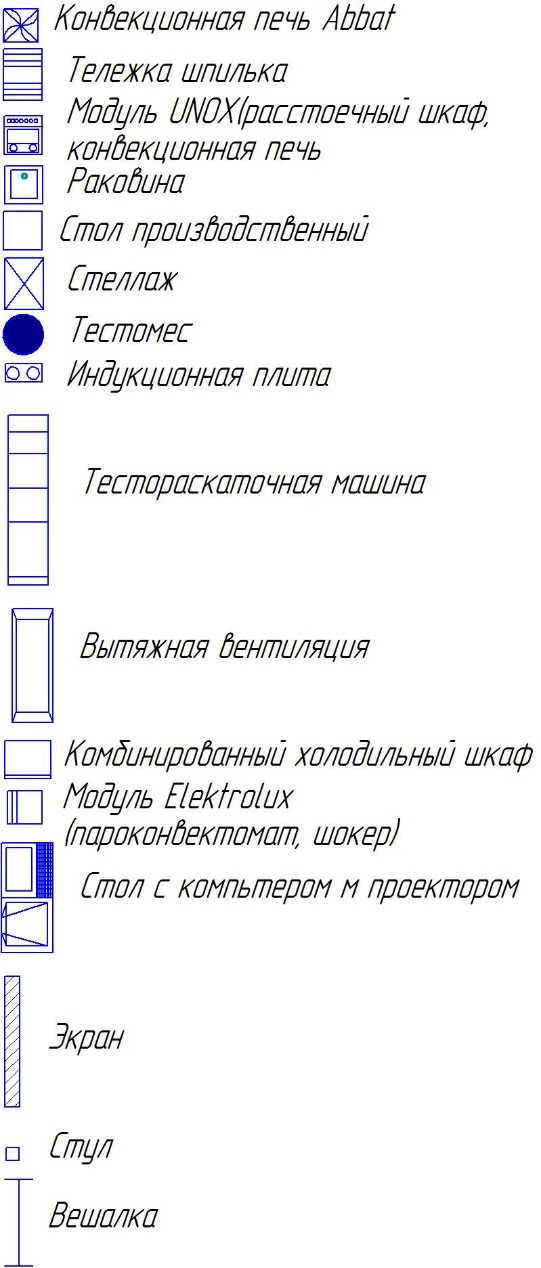 Конвекционная печь Abbat
Тележка шпилька
Модуль UNOX(расстоечный шкаф,
конвекционная печь
Раковина
Стол производственный
Стеллаж
Тестомес
Индукционная плита
Тестораскаточная машина
Вытяжная вентиляция
Комбинированный холодильный шкаф
Модуль Elektrolux
(пароконвектомат, шокер)
Стол с компьтером м проектором
Экран
Стул
Вешалка